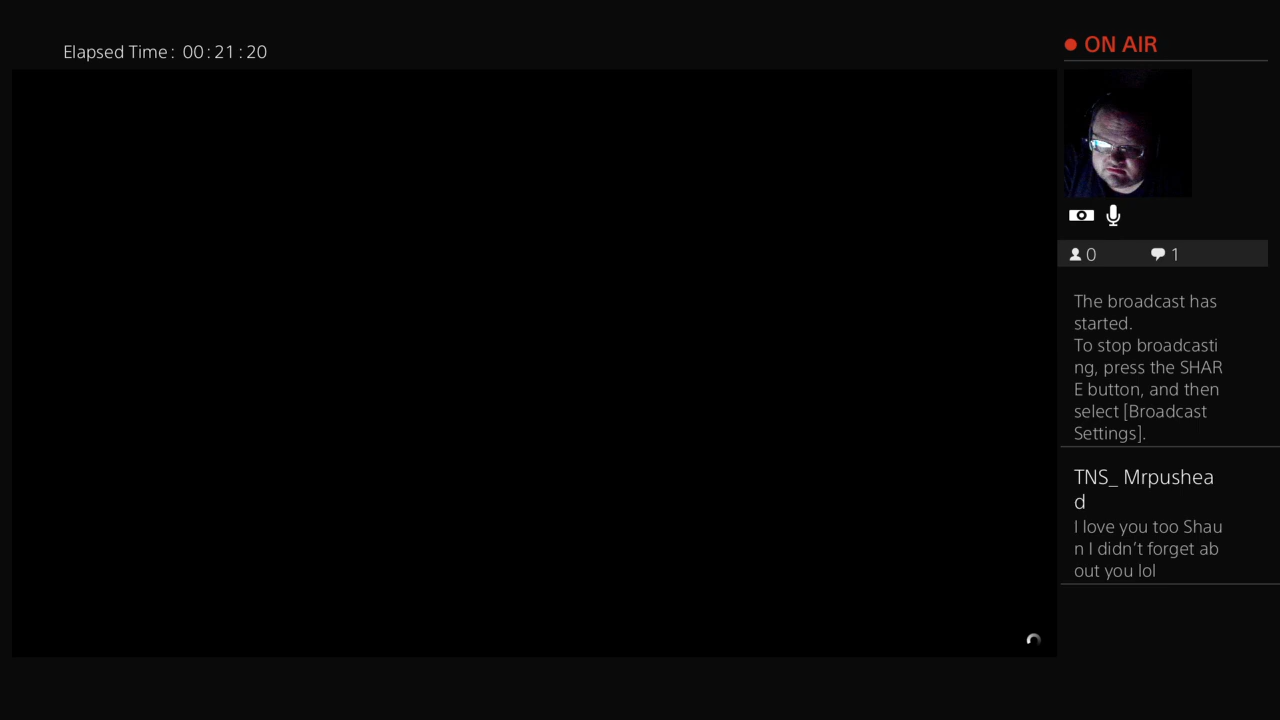 Elapsed Time: 00:21:20
ON AIR
0 1
The broadcast has
started.
To stop broadcasti
ng, press the SHAR
E button, and then
select [Broadcast
Settings].
TNS_ Mrpushea
d
I love you too Shau
n I didn't forget ab
out you lol